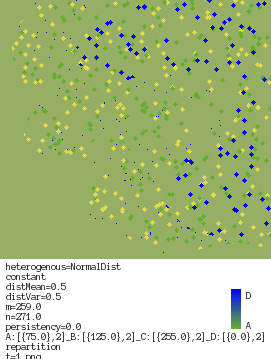 heterogenous=NormalDist
constant
distMean=0.5
distVar=0.5
m=259.0
n=271.0
persistency=0.0
A:[{75.0},2]_B:[{125.0},2]_C:[{255.0},2]_D:[{0.0},2]
repartition
t=1.png
D
A